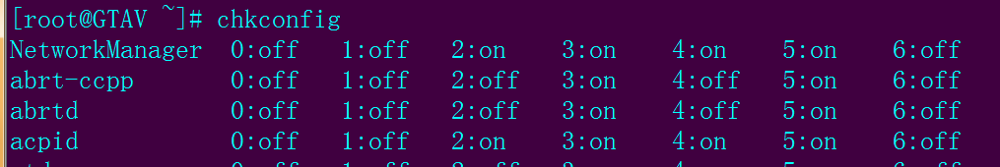 [root@GTAV ~]# chkconfig
NetworkManager 0:off 1:off 2:on 3:on 4:on 5:on 6:off
abrt-ccpp 0:off 1:off 2:off 3:on 4:off 5:on 6:off
abrtd 0:off 1:off 2:off 3:on 4:off 5:on 6:off
acpid 0:off 1:off 2:on 3:on 4:on 5:on 6:off